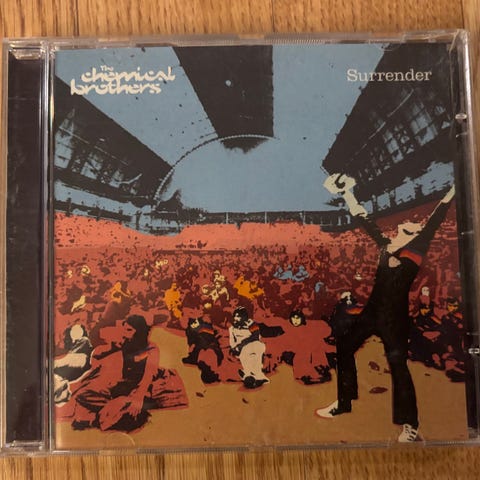 The
chemical
brothers
Surrender